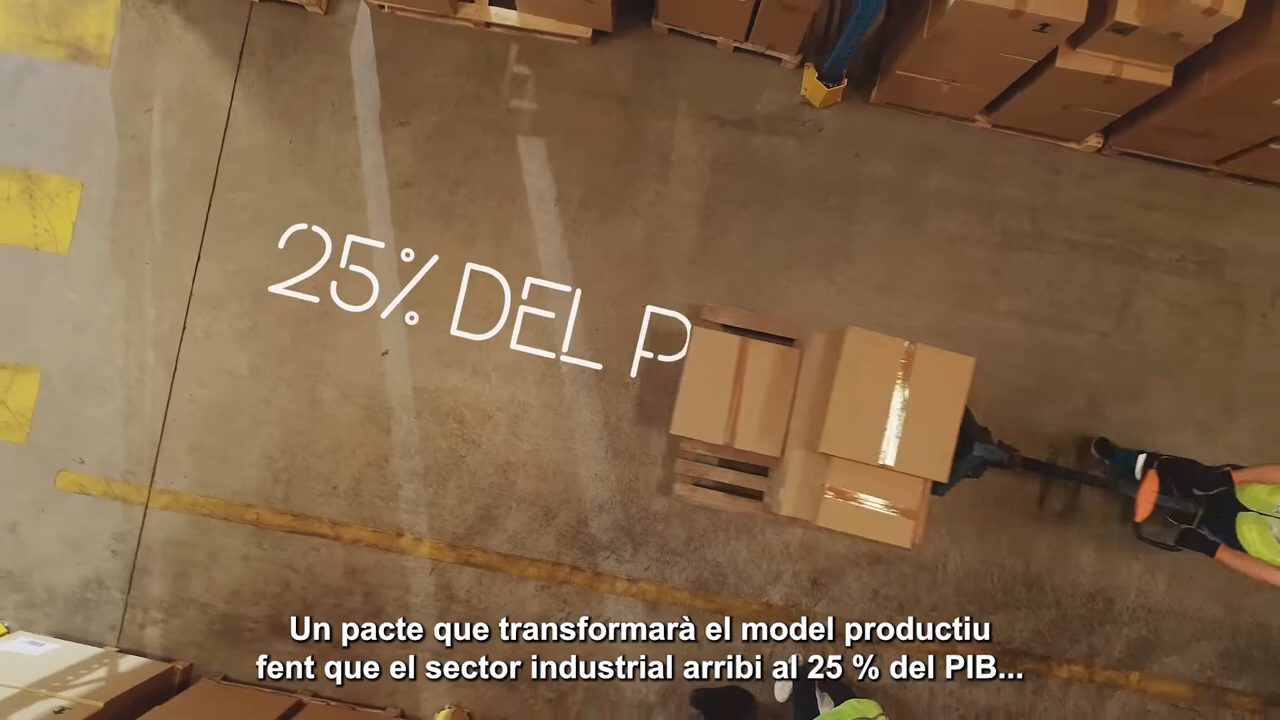 25% DEL P
Un pacte que transformarà el model productiu
fent que el sector industrial arribi al 25 % del PIB...